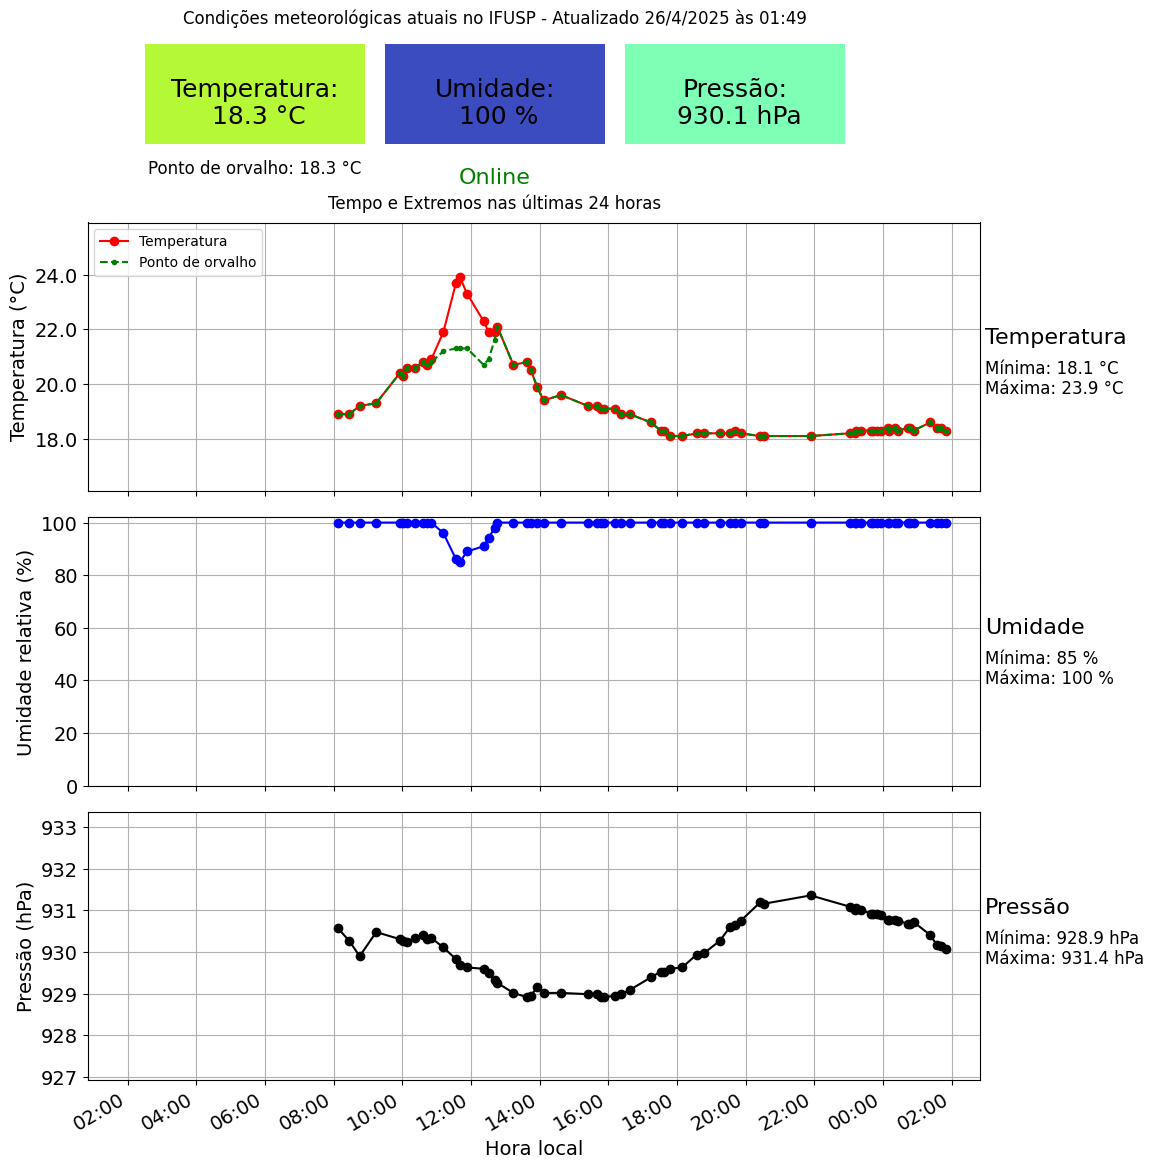 Condições meteorológicas atuais no IFUSP - Atualizado 26/4/2025 às 01:49
Temperatura:
18.3 °C
Umidade:
100 %
Pressão:
930.1 hPa
Ponto de orvalho: 18.3 °C
Online
Tempo e Extremos nas últimas 24 horas
Temperatura (°C)
24.0
22.0
20.0
18.0
Temperatura
Ponto de orvalho
Temperatura
Mínima: 18.1 °C
Máxima: 23.9 °C
Umidade relativa (%)
100
80
60
40
20
0
Umidade
Mínima: 85 %
Máxima: 100 %
Pressão (hPa)
933
932
931
930
929
928
927
Pressão
Mínima: 928.9 hPa
Máxima: 931.4 hPa
02:00 04:00 06:00 08:00 10:00 12:00 14:00 16:00 18:00 20:00 22:00 00:00 02:00
Hora local